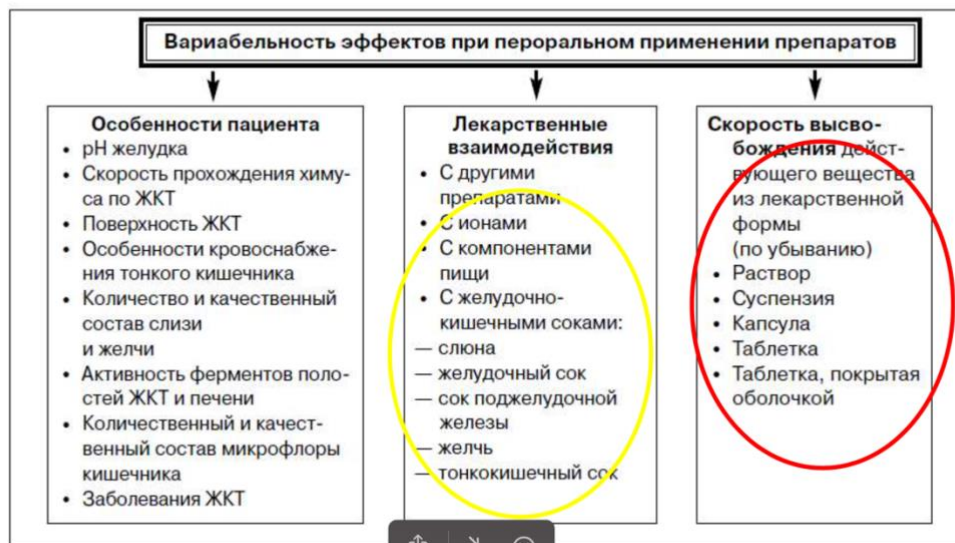 Вариабельность эффектов при пероральном применении препаратов
Особенности пациента
• pH желудка
• Скорость прохождения химу-
са по ЖКТ
• Поверхность ЖКТ
• Особенности кровоснабже-
ния тонкого кишечника
• Количество и качественный
состав слизи
и желчи
• Активность ферментов поло-
стей ЖКТ и печени
• Количественный и качест-
венный состав микрофлоры
кишечника
• Заболевания ЖКТ
Лекарственные
взаимодействия
• С другими
препаратами
• С ионами
• С компонентами
пищи
• С желудочно-
кишечными соками:
— слюна
— желудочный сок
— сок поджелудочной
железы
— желчь
— тонкокишечный сок
Скорость высво-
бождения дейст-
вующего вещества
из лекарственной
формы
(по убыванию)
• Раствор
• Суспензия
• Капсула
• Таблетка
• Таблетка, покрытая
оболочкой